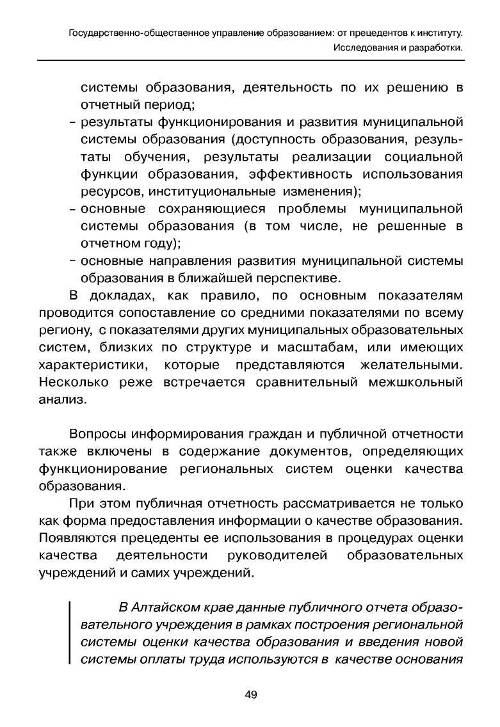 Государственно-общественное управление образованием: от прецедентов к институту.
Исследования и разработки.
системы образования, деятельность по их решению в
отчетный период;
– результаты функционирования и развития муниципальной
системы образования (доступность образования, резуль-
таты обучения, результаты реализации социальной
функции образования, эффективность использования
ресурсов, институциональные изменения);
– основные сохраняющиеся проблемы муниципальной
системы образования (в том числе, не решенные в
отчетном году);
– основные направления развития муниципальной системы
образования в ближайшей перспективе.
В докладах, как правило, по основным показателям
проводится сопоставление со средними показателями по всему
региону, с показателями других муниципальных образовательных
систем, близких по структуре и масштабам, или имеющих
характеристики, которые представляются желательными.
Несколько реже встречается сравнительный межшкольный
анализ.
Вопросы информирования граждан и публичной отчетности
также включены в содержание документов, определяющих
функционирование региональных систем оценки качества
образования.
При этом публичная отчетность рассматривается не только
как форма предоставления информации о качестве образования.
Появляются прецеденты ее использования в процедурах оценки
качества деятельности руководителей образовательных
учреждений и самих учреждений.
В Алтайском крае данные публичного отчета образо-
вательного учреждения в рамках построения региональной
системы оценки качества образования и введения новой
системы оплаты труда используются в качестве основания
49